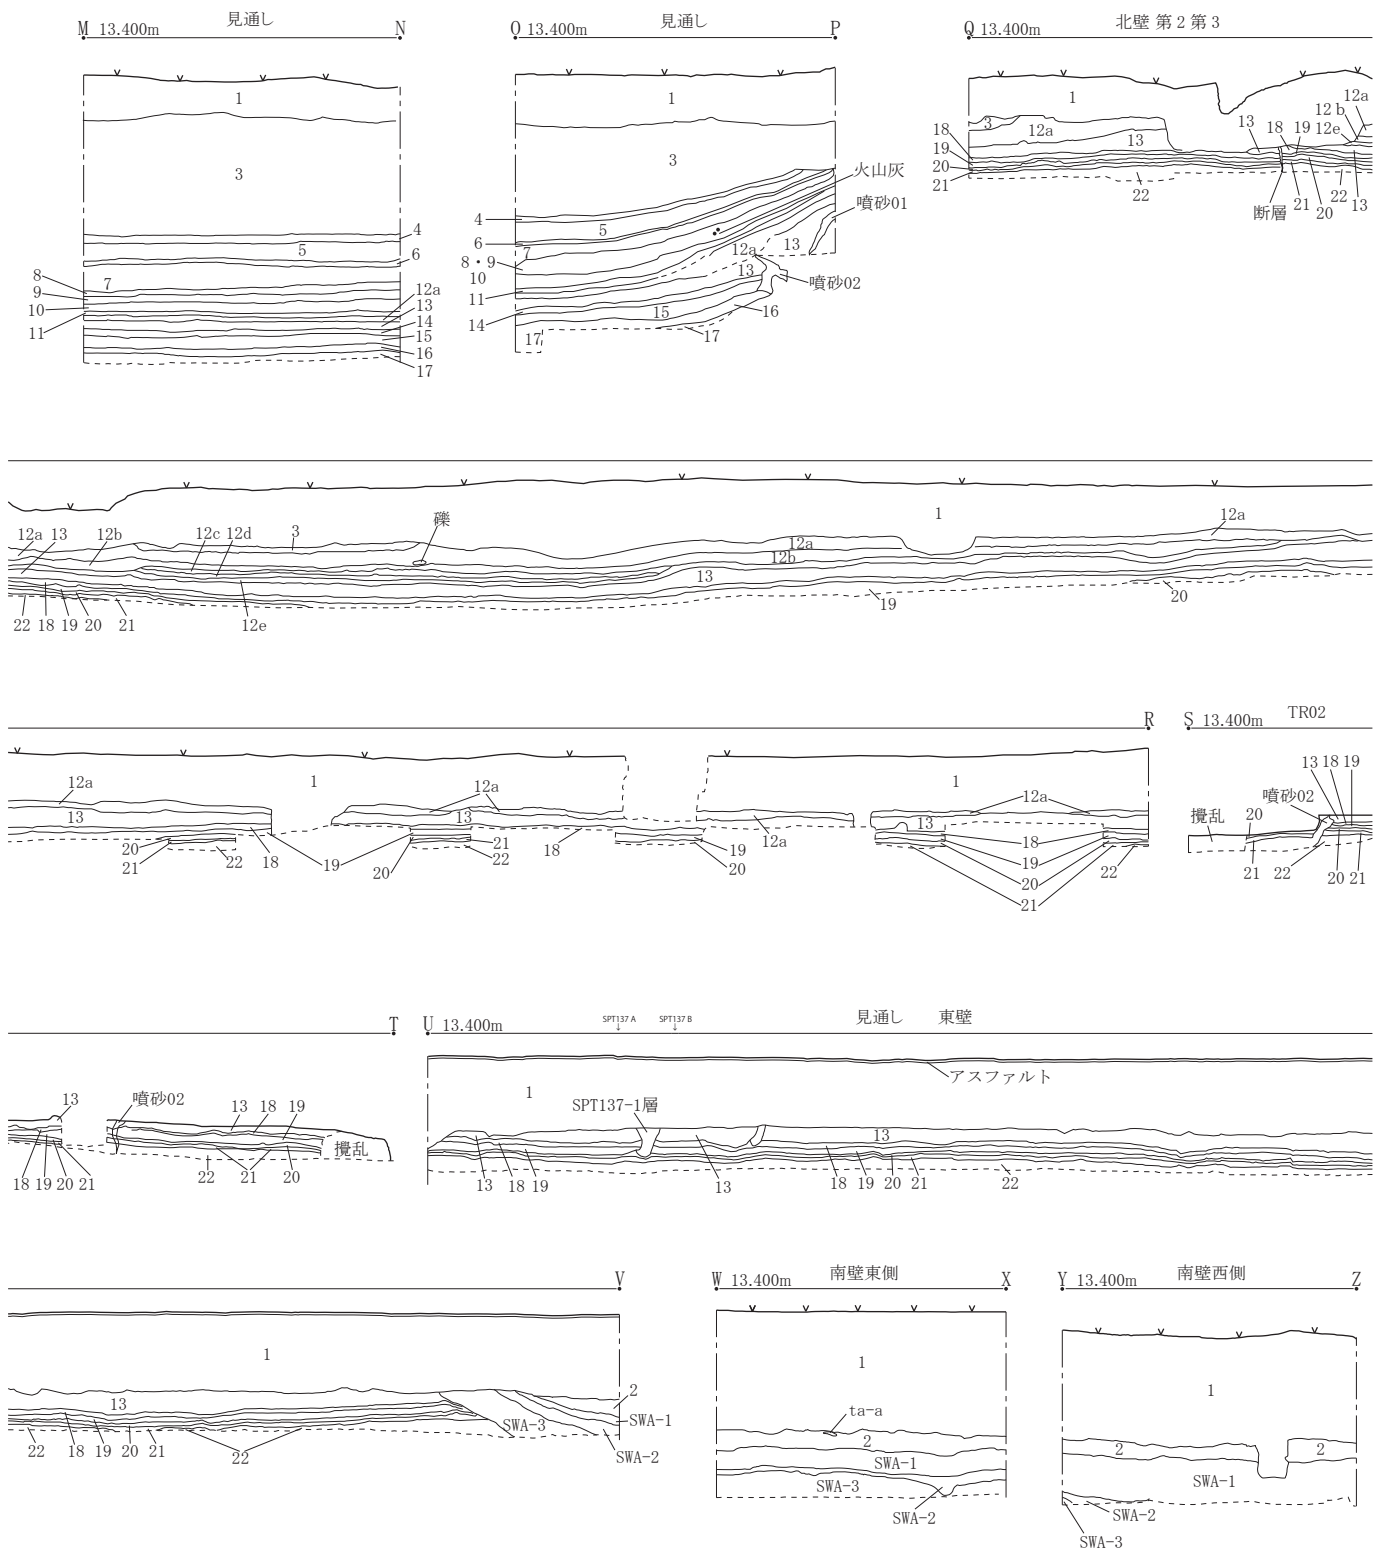 M 13.400m 見通し N
1
3
4
5
6
7
8
9
10
11
12a
13
14
15
16
17
O 13.400m 見通し P
1
3
火山灰
噴砂01
4
5
6
7
8・9
12a
13
10
13
噴砂02
11
14
15
16
17
17
Q 13.400m 北壁 第2第3
1
12a
12b
3
12a
13
13
18
19
12e
18
19
20
21
22
断層
21
20
22
13
1
礫
12a
13
12b
12c
12d
3
12a
12a
12b
13
22
18
19
20
21
12e
19
20
R
12a
1
12a
13
13
20
21
22
18
19
20
21
22
18
12a
19
20
1
12a
13
18
19
20
21
22
S 13.400m TR02
13
18
19
噴砂02
攪乱
20
21
22
20
21
T
13
噴砂02
13
18
19
18
19
20
21
22
21
20
攪乱
U 13.400m SPT137 A SPT137 B 見通し 東壁
アスファルト
1
SPT137-1層
13
13
18
19
13
18
19
20
21
22
V
1
13
2
SWA-1
SWA-3
SWA-2
22
18
19
20
21
22
W 13.400m 南壁東側 X
1
ta-a
2
SWA-1
SWA-3
SWA-2
Y 13.400m 南壁西側 Z
1
2
2
SWA-1
SWA-2
SWA-3